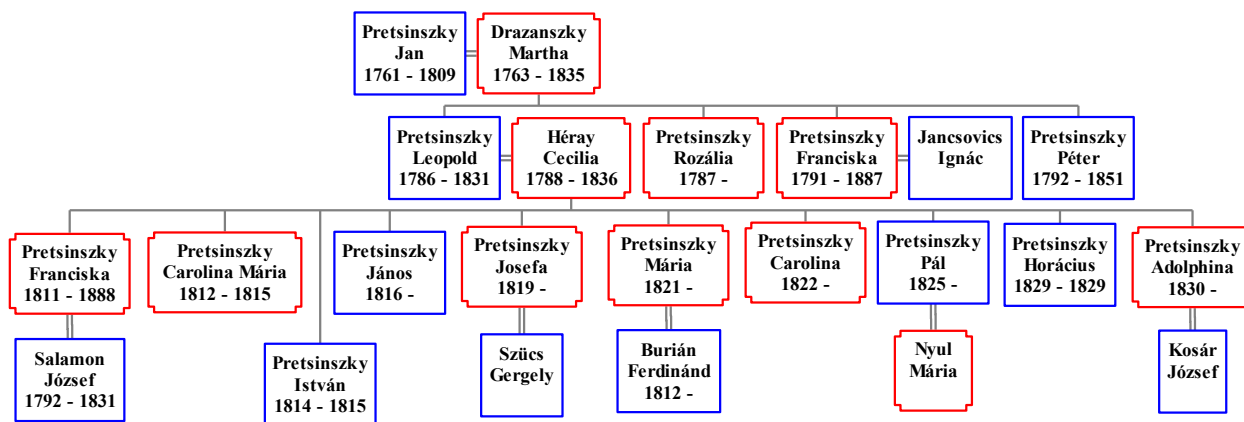 Pretsinszky
Jan
1761 - 1809
Drazanszky
Martha
1763 - 1835
Pretsinszky
Leopold
1786 - 1831
Héray
Cecilia
1788 - 1836
Pretsinszky
Rozália
1787 -
Pretsinszky
Franciska
1791 - 1887
Jancsovics
Ignác
Pretsinszky
Péter
1792 - 1851
Pretsinszky
Franciska
1811 - 1888
Pretsinszky
Carolina Mária
1812 - 1815
Pretsinszky
János
1816 -
Pretsinszky
Josefa
1819 -
Pretsinszky
Mária
1821 -
Pretsinszky
Carolina
1822 -
Pretsinszky
Pál
1825 -
Pretsinszky
Horácius
1829 - 1829
Pretsinszky
Adolphina
1830 -
Salamon
József
1792 - 1831
Pretsinszky
István
1814 - 1815
Szücs
Gergely
Burián
Ferdinánd
1812 -
Nyul
Mária
Kosár
József